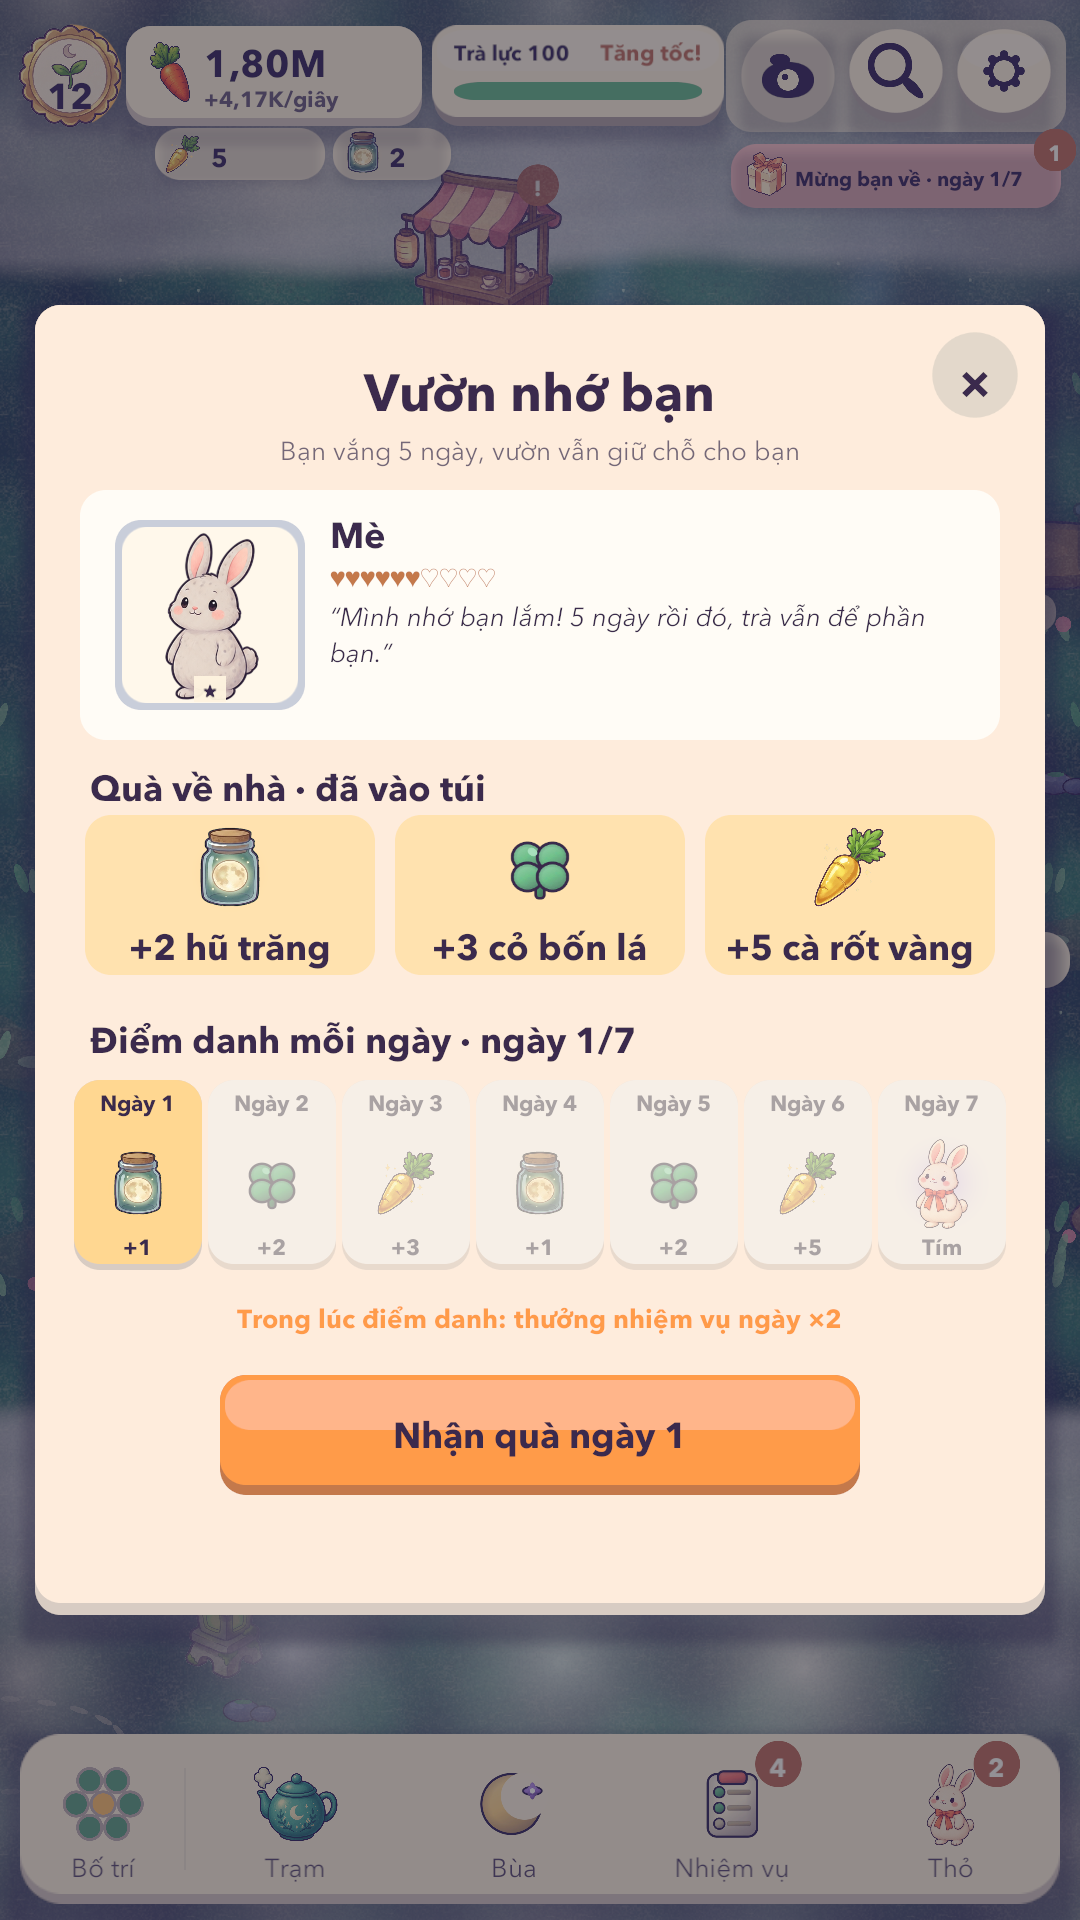 12
1,80M
+4,17K/giây
Trà lực 100
Tăng tốc!
5
2
!
Mừng bạn về · ngày 1/7
1
Vườn nhớ bạn
×
Bạn vắng 5 ngày, vườn vẫn giữ chỗ cho bạn
Mè
♥♥♥♥♥♥♡♡♡♡
“Mình nhớ bạn lắm! 5 ngày rồi đó, trà vẫn để phần
bạn.”
★
Quà về nhà · đã vào túi
+2 hũ trăng
+3 cỏ bốn lá
+5 cà rốt vàng
Điểm danh mỗi ngày · ngày 1/7
Ngày 1
Ngày 2
Ngày 3
Ngày 4
Ngày 5
Ngày 6
Ngày 7
+1
+2
+3
+1
+2
+5
Tím
Trong lúc điểm danh: thưởng nhiệm vụ ngày ×2
Nhận quà ngày 1
4
2
Bố trí
Trạm
Bùa
Nhiệm vụ
Thỏ